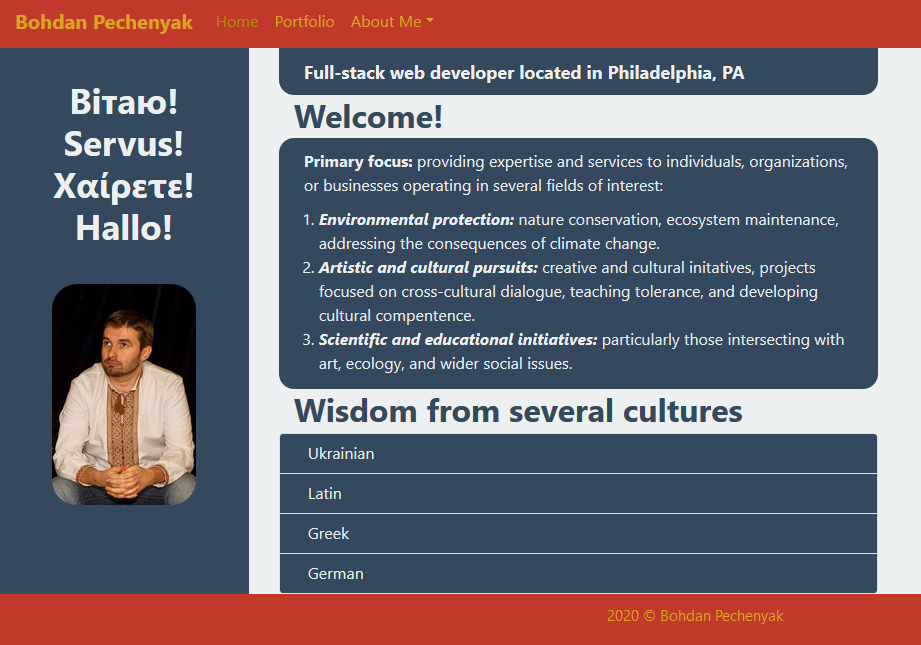 Bohdan Pechenyak Home Portfolio About Me
Вітаю!
Servus!
Χαίρετε!
Hallo!
Full-stack web developer located in Philadelphia, PA
Welcome!
Primary focus: providing expertise and services to individuals, organizations,
or businesses operating in several fields of interest:
1. Environmental protection: nature conservation, ecosystem maintenance,
addressing the consequences of climate change.
2. Artistic and cultural pursuits: creative and cultural initatives, projects
focused on cross-cultural dialogue, teaching tolerance, and developing
cultural compentence.
3. Scientific and educational initiatives: particularly those intersecting with
art, ecology, and wider social issues.
Wisdom from several cultures
Ukrainian
Latin
Greek
German
2020 © Bohdan Pechenyak